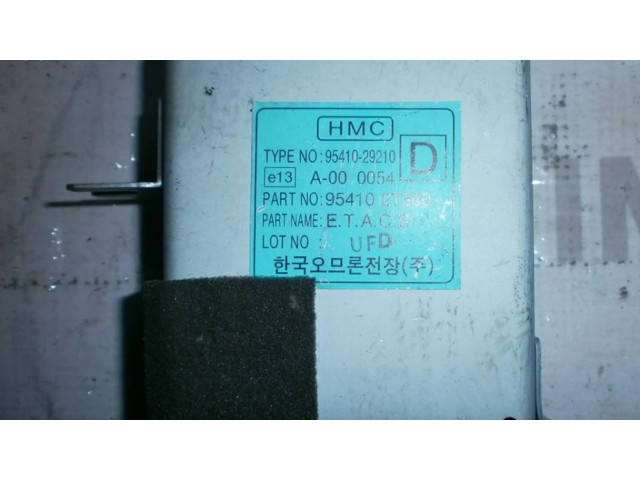 HMC
TYPE NO: 95410-29210
D
e13 A-00 0054
PART NO: 95410
PART NAME: E.T.A.C.S
LOT NO UFD
한국오므론전장(주)